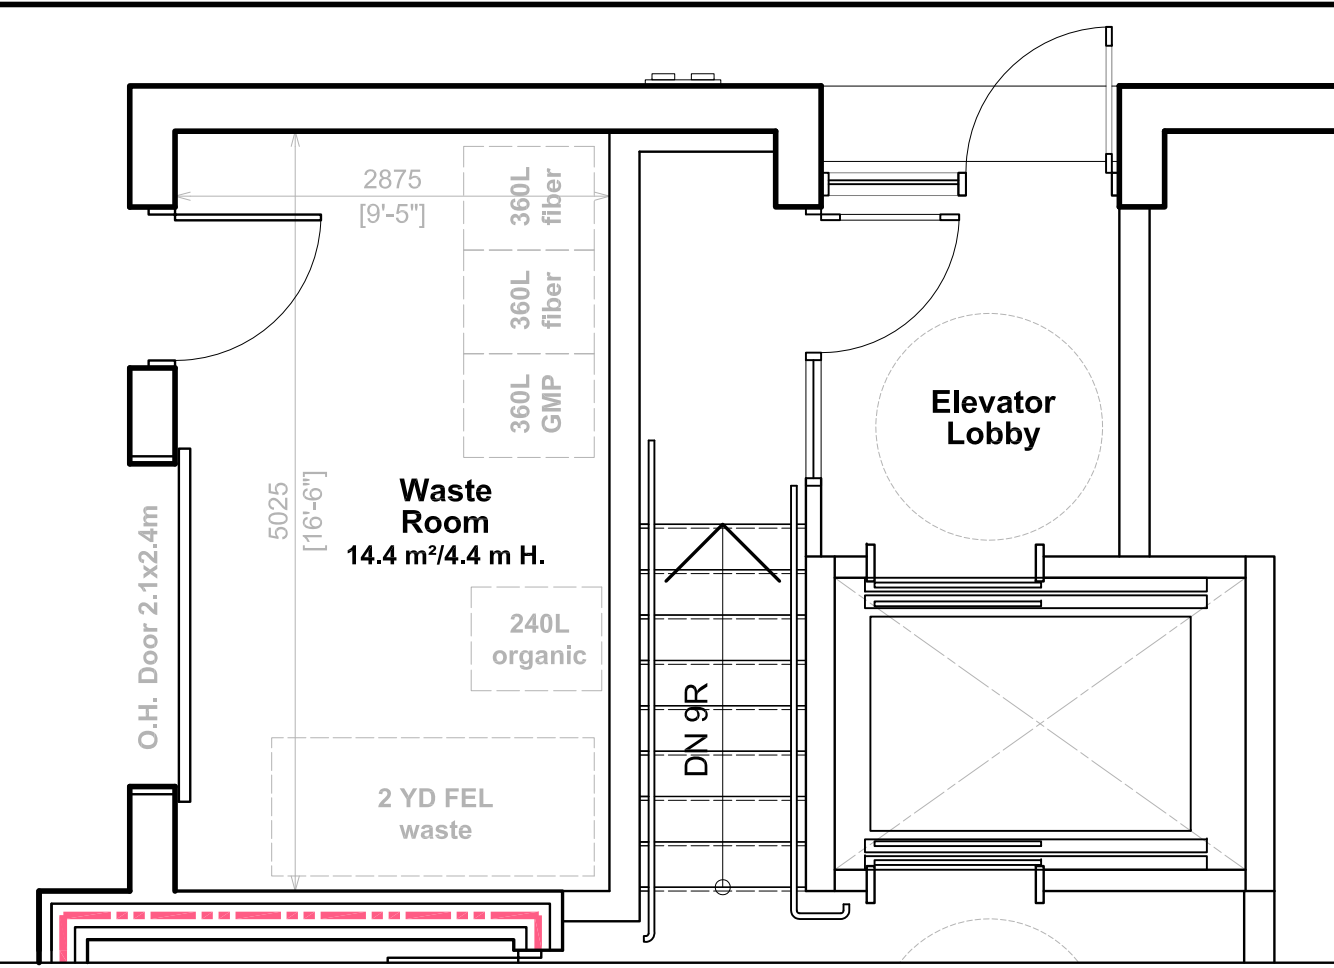 2875
[9'-5"]
360L
fiber
360L
fiber
360L
GMP
Elevator
Lobby
Waste
Room
14.4 m²/4.4 m H.
5025
[16'-6"]
O.H. Door 2.1x2.4m
240L
organic
DN 9R
2 YD FEL
waste